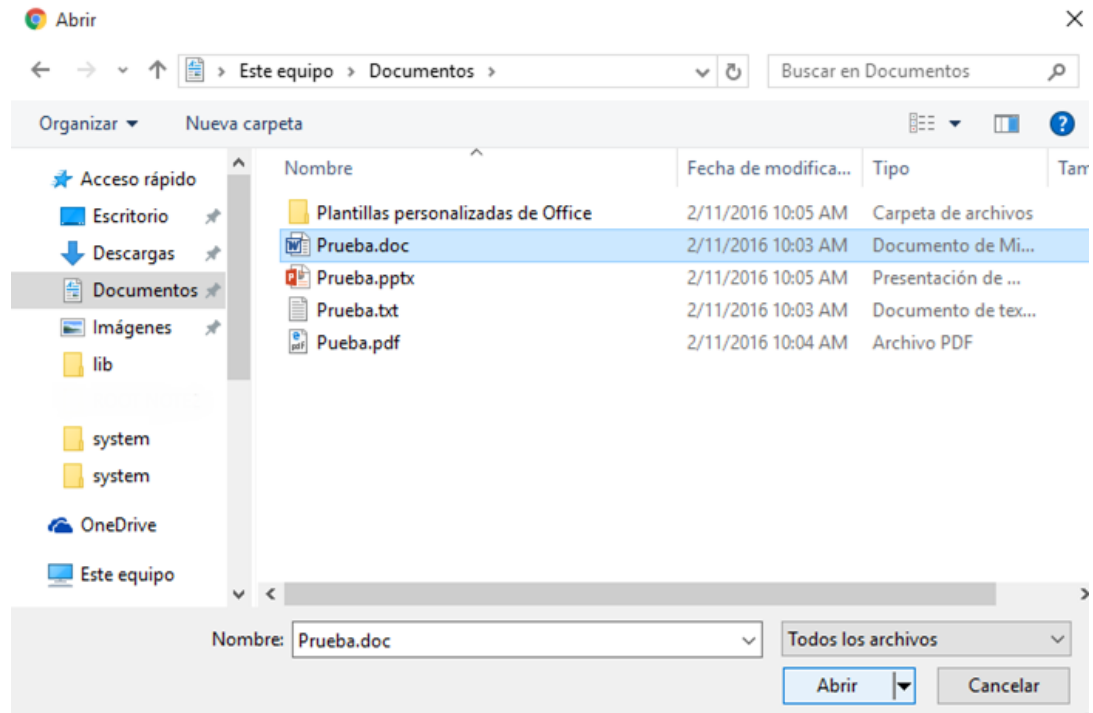 Abrir
Este equipo > Documentos >
Buscar en Documentos
Organizar
Nueva carpeta
?
Nombre Fecha de modifica... Tipo Tam
Acceso rápido
Escritorio
Descargas
Documentos
Imágenes
lib
system
system
OneDrive
Este equipo
Plantillas personalizadas de Office 2/11/2016 10:05 AM Carpeta de archivos
Prueba.doc 2/11/2016 10:03 AM Documento de Mi...
Prueba.pptx 2/11/2016 10:05 AM Presentación de ...
Prueba.txt 2/11/2016 10:03 AM Documento de tex...
Pueba.pdf 2/11/2016 10:04 AM Archivo PDF
Nombre: Prueba.doc
Todos los archivos
Abrir
Cancelar